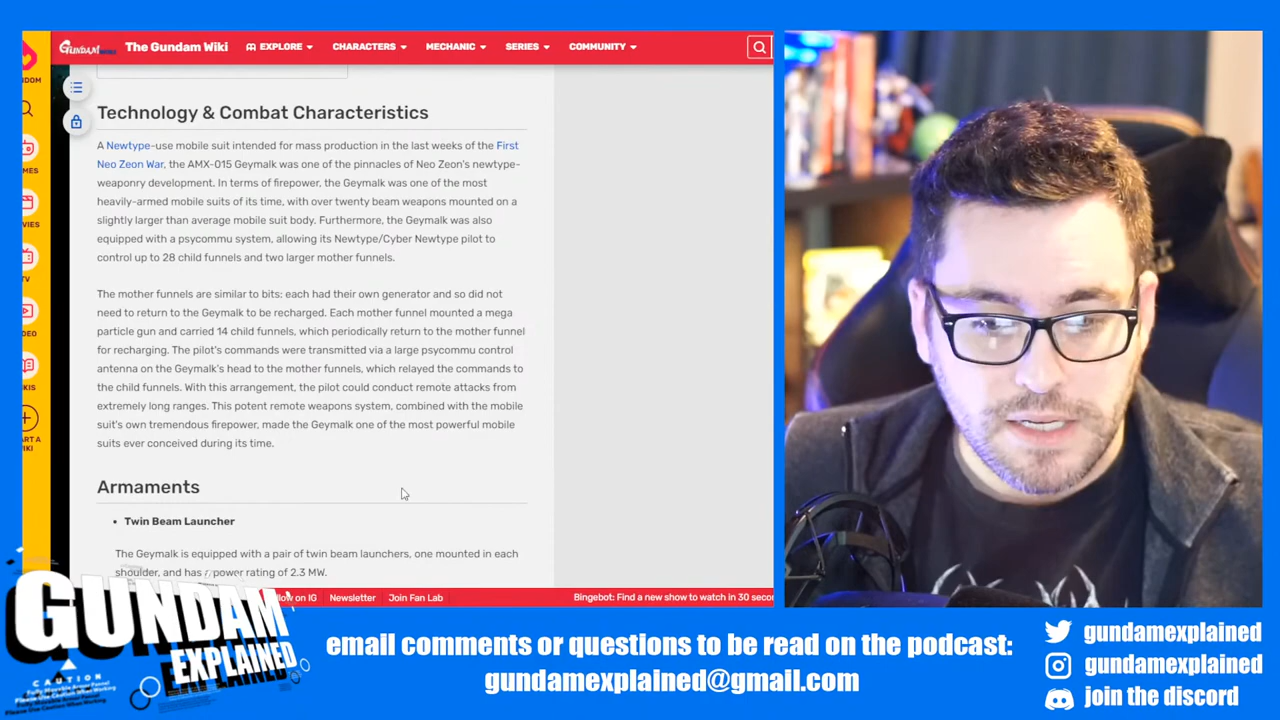 The Gundam Wiki
EXPLORE
CHARACTERS
MECHANIC
SERIES
COMMUNITY
Technology & Combat Characteristics
A Newtype-use mobile suit intended for mass production in the last weeks of the First
Neo Zeon War, the AMX-015 Geymalk was one of the pinnacles of Neo Zeon's newtype-
weaponry development. In terms of firepower, the Geymalk was one of the most
heavily-armed mobile suits of its time, with over twenty beam weapons mounted on a
slightly larger than average mobile suit body. Furthermore, the Geymalk was also
equipped with a psycommu system, allowing its Newtype/Cyber Newtype pilot to
control up to 28 child funnels and two larger mother funnels.
The mother funnels are similar to bits: each had their own generator and so did not
need to return to the Geymalk to be recharged. Each mother funnel mounted a mega
particle gun and carried 14 child funnels, which periodically return to the mother funnel
for recharging. The pilot's commands were transmitted via a large psycommu control
antenna on the Geymalk's head to the mother funnels, which relayed the commands to
the child funnels. With this arrangement, the pilot could conduct remote attacks from
extremely long ranges. This potent remote weapons system, combined with the mobile
suit's own tremendous firepower, made the Geymalk one of the most powerful mobile
suits ever conceived during its time.
Armaments
• Twin Beam Launcher
The Geymalk is equipped with a pair of twin beam launchers, one mounted in each
shoulder, and has a power rating of 2.3 MW.
on IG
Newsletter
Join Fan Lab
Bingebot: Find a new show to watch in 30 secon
GUNDAM
EXPLAINED
CAUTION
email comments or questions to be read on the podcast:
gundamexplained@gmail.com
gundamexplained
gundamexplained
join the discord